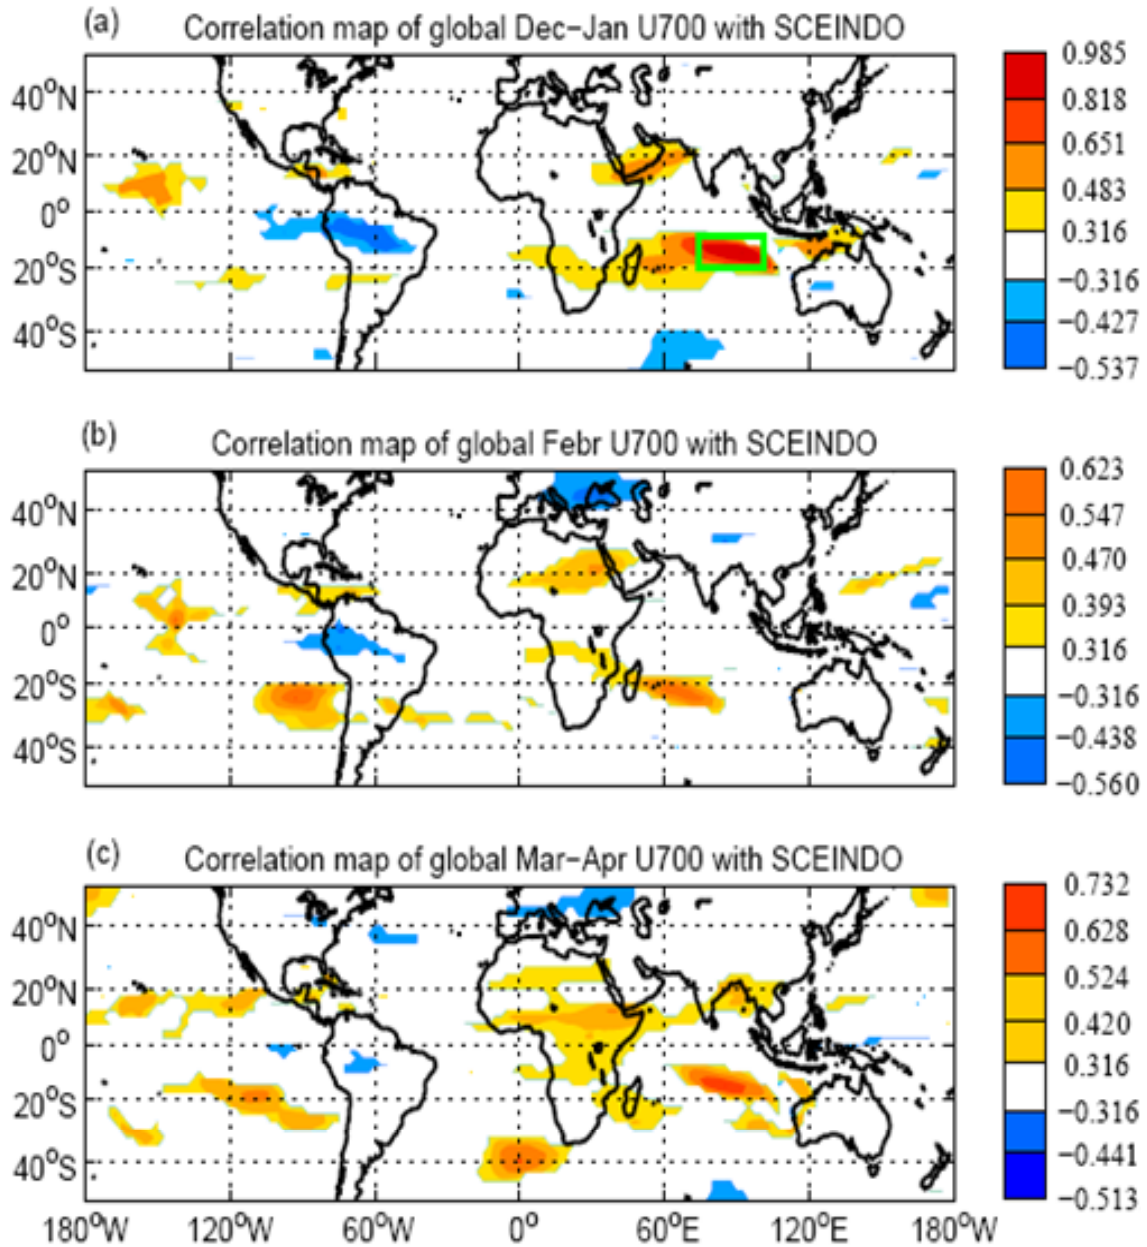 (a) Correlation map of global Dec−Jan U700 with SCEINDO
40°N
20°N
0°
20°S
40°S
0.985
0.818
0.651
0.483
0.316
−0.316
−0.427
−0.537
(b) Correlation map of global Febr U700 with SCEINDO
40°N
20°N
0°
20°S
40°S
0.623
0.547
0.470
0.393
0.316
−0.316
−0.438
−0.560
(c) Correlation map of global Mar−Apr U700 with SCEINDO
40°N
20°N
0°
20°S
40°S
0.732
0.628
0.524
0.420
0.316
−0.316
−0.441
−0.513
180°W 120°W 60°W 0° 60°E 120°E 180°W